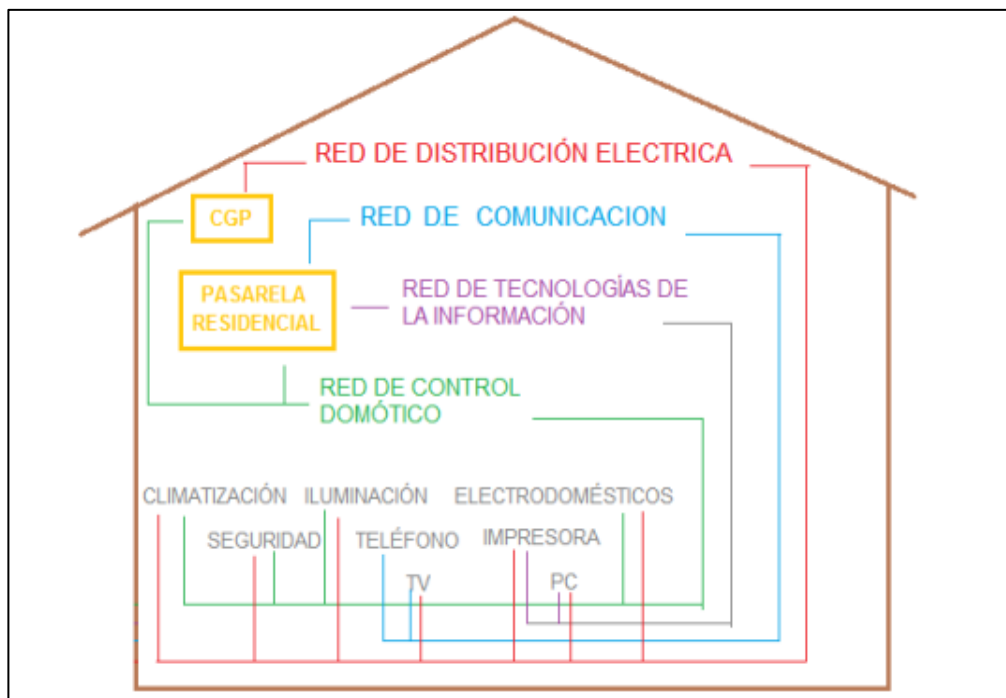 RED DE DISTRIBUCIÓN ELECTRICA
CGP
RED D.E COMUNICACION
PASARELA
RESIDENCIAL
RED DE TECNOLOGÍAS DE
LA INFORMACIÓN
RED DE CONTROL
DOMÓTICO
CLIMATIZACIÓN ILUMINACIÓN ELECTRODOMÉSTICOS
SEGURIDAD TELÉFONO IMPRESORA
TV PC